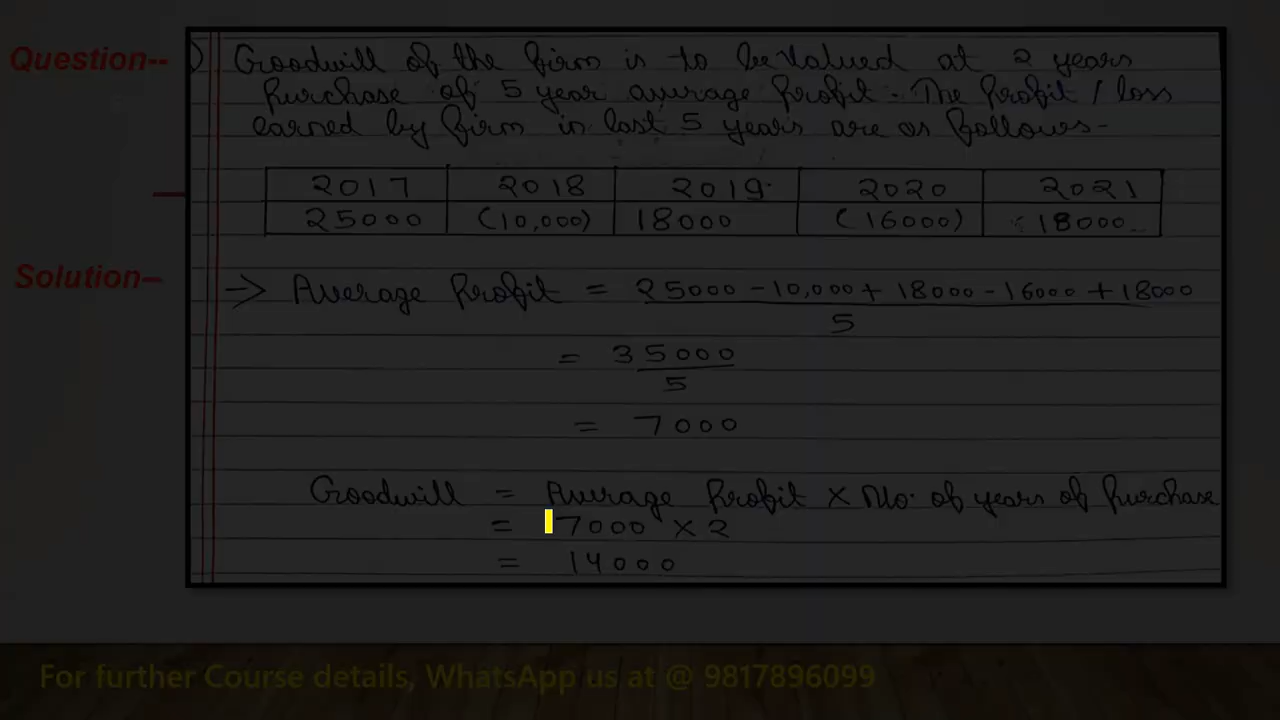 Question--
Goodwill of the firm is to be Valued at 2 years
Purchase of 5 year average Profit. The Profit / loss
earned by firm in last 5 years are as follows-
2017 2018 2019 2020 2021
25000 (10,000) 18000 (16000) 18000
Solution--
→ Average Profit = 25000 - 10,000 + 18000 - 16000 + 18000
5
= 35000
5
= 7000
Goodwill = Average Profit × No. of years of Purchase
= 7000 × 2
= 14000
For further Course details, WhatsApp us at @ 9817896099